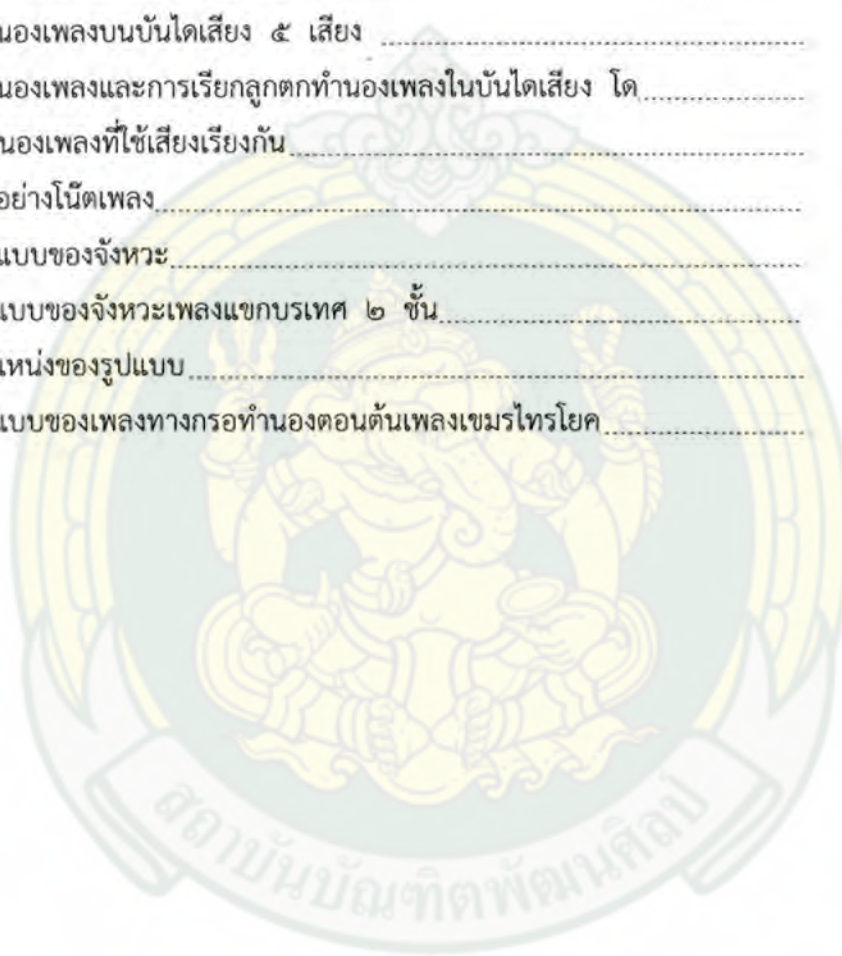 นองเพลงบนบันไดเสียง ๕ เสียง
นองเพลงและการเรียกลูกตกทำนองเพลงในบันไดเสียง โด
นองเพลงที่ใช้เสียงเรียงกัน
อย่างโน๊ตเพลง
แบบของจังหวะ
แบบของจังหวะเพลงแขกบรเทศ ๒ ชั้น
แหน่งของรูปแบบ
แบบของเพลงทางกรอทำนองตอนต้นเพลงเขมรไทรโยค
สถาบันบัณฑิตพัฒนศิลป์